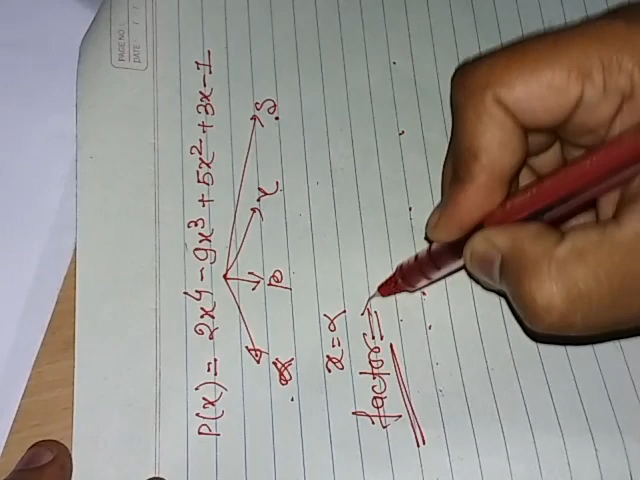 PAGE NO.:
DATE: / /
P(x) = 2x⁴ - 9x³ + 5x² + 3x - 1
α β γ δ
x = α
factor =